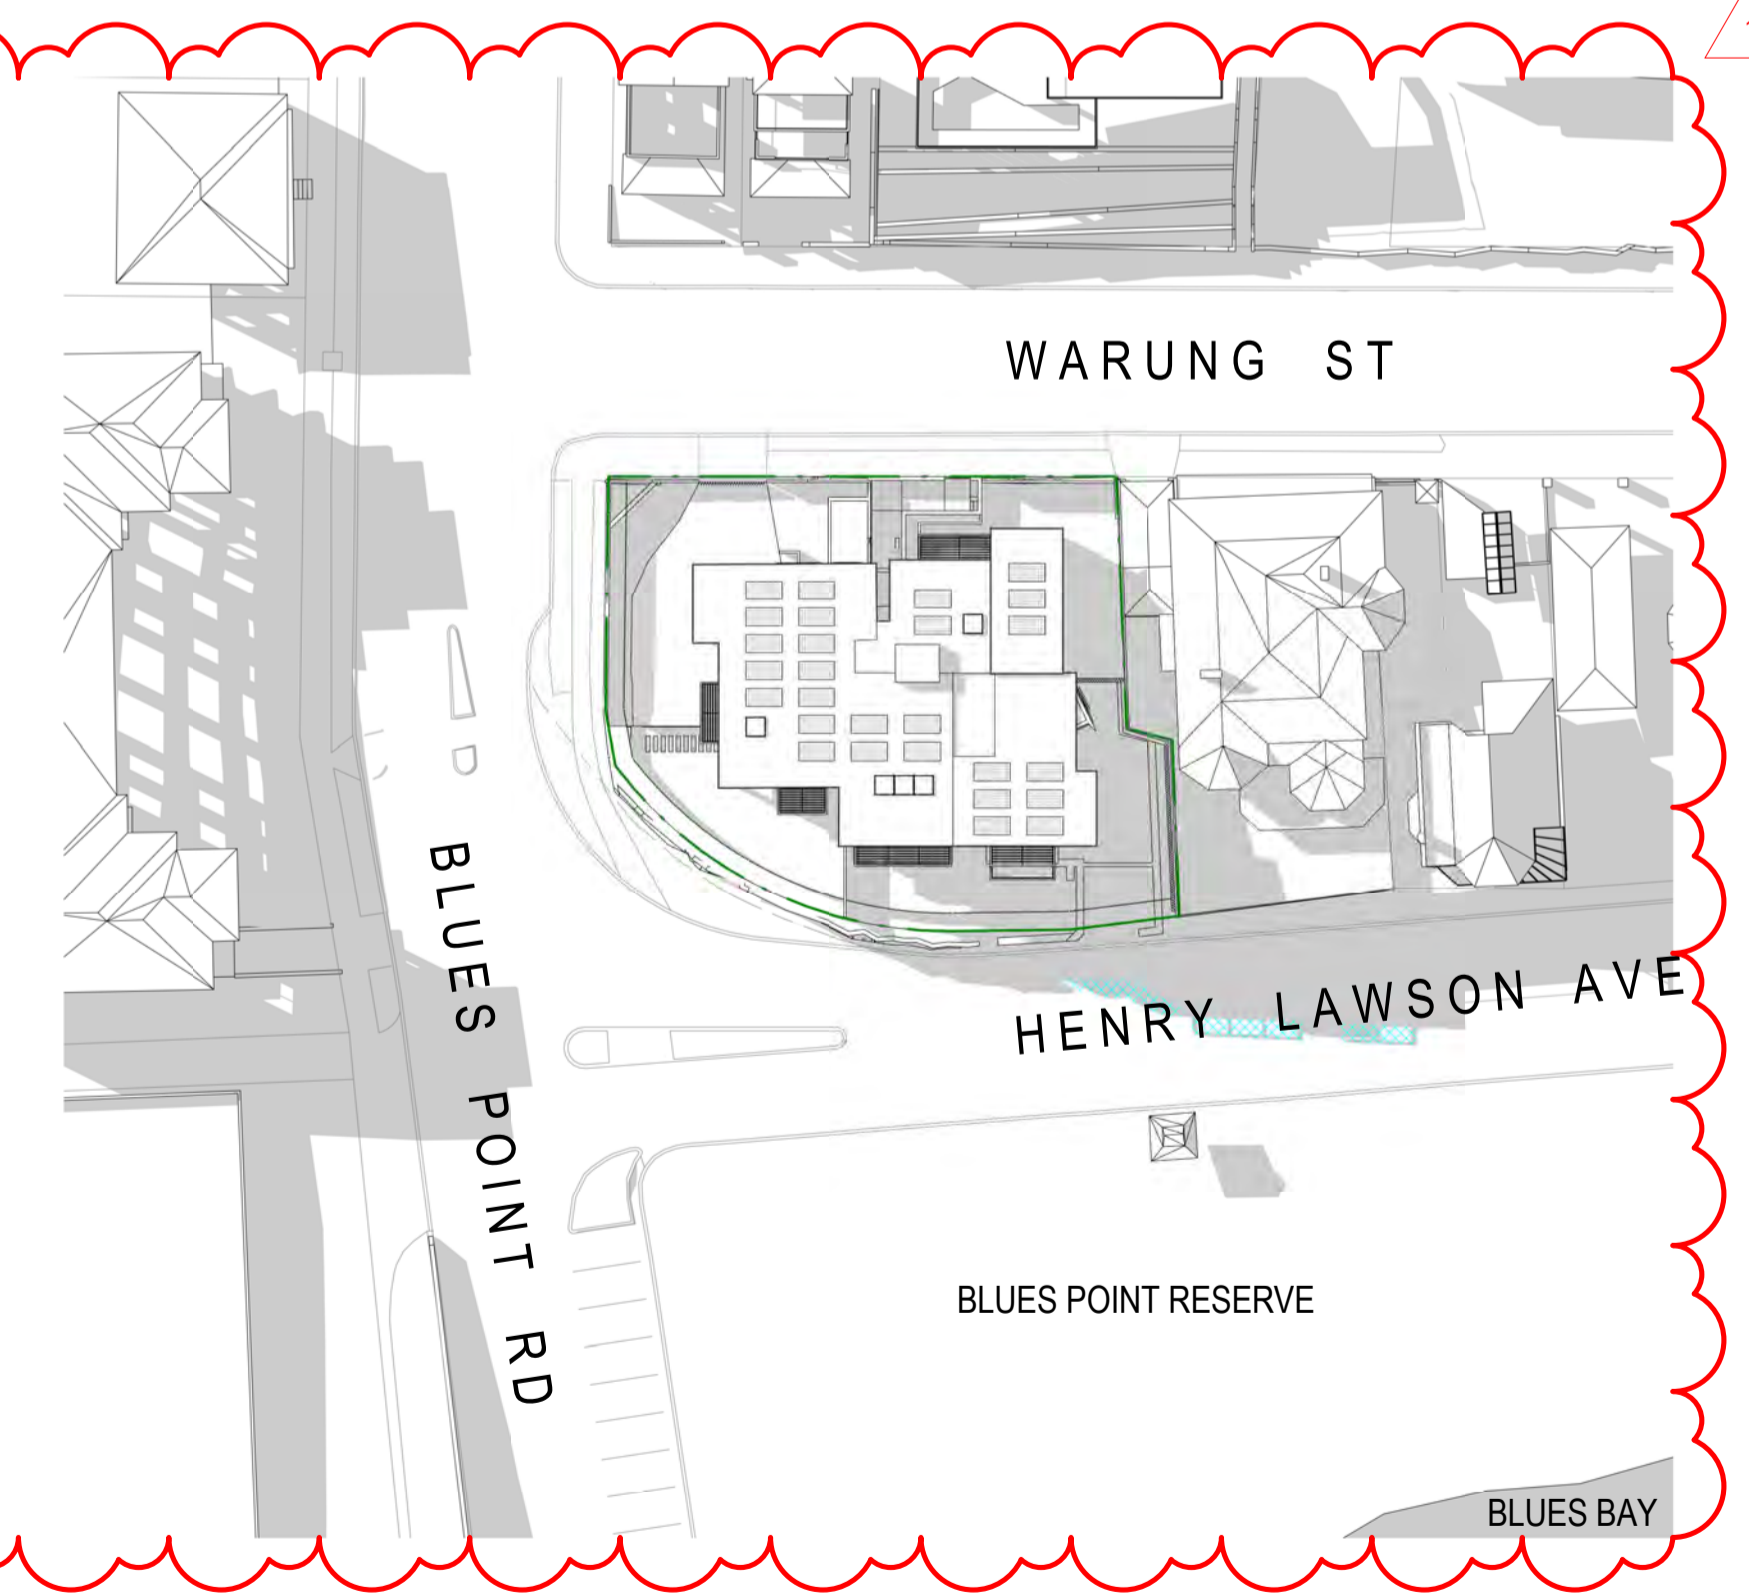 WARUNG ST
BLUES POINT RD
HENRY LAWSON AVE
BLUES POINT RESERVE
BLUES BAY